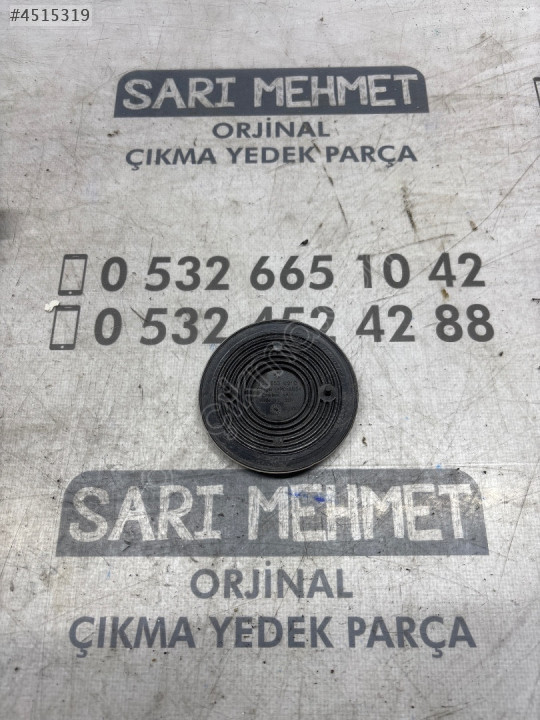 #4515319
SARI MEHMET
ORJİNAL
ÇIKMA YEDEK PARÇA
0 532 665 10 42
0 532 452 42 88
SARI MEHMET
ORJİNAL
ÇIKMA YEDEK PARÇA